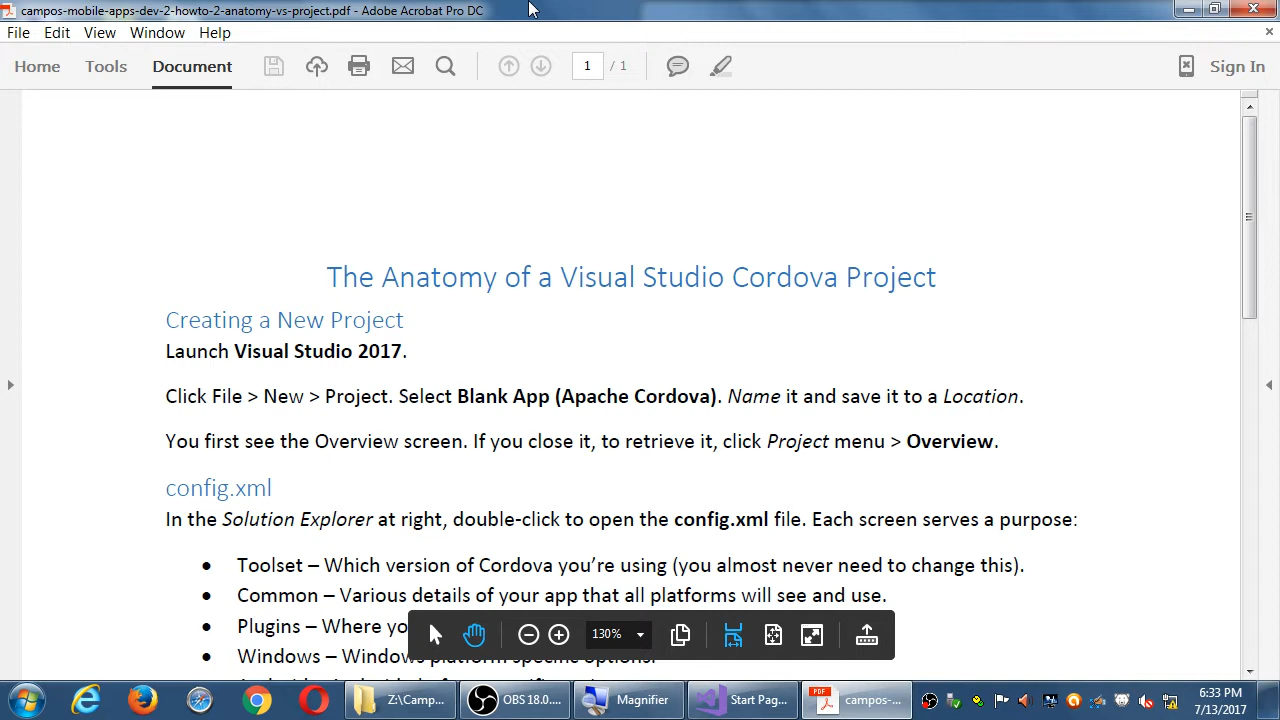 campos-mobile-apps-dev-2-howto-2-anatomy-vs-project.pdf - Adobe Acrobat Pro DC
File Edit View Window Help
Home Tools Document 1 / 1 Sign In
The Anatomy of a Visual Studio Cordova Project
Creating a New Project
Launch Visual Studio 2017.
Click File > New > Project. Select Blank App (Apache Cordova). Name it and save it to a Location.
You first see the Overview screen. If you close it, to retrieve it, click Project menu > Overview.
config.xml
In the Solution Explorer at right, double-click to open the config.xml file. Each screen serves a purpose:
• Toolset – Which version of Cordova you’re using (you almost never need to change this).
• Common – Various details of your app that all platforms will see and use.
• Plugins – Where yo
130%
• Windows – Windows platform specific options.
Z:\Camp... OBS 18.0.... Magnifier Start Pag... PDF campos-... 6:33 PM
7/13/2017